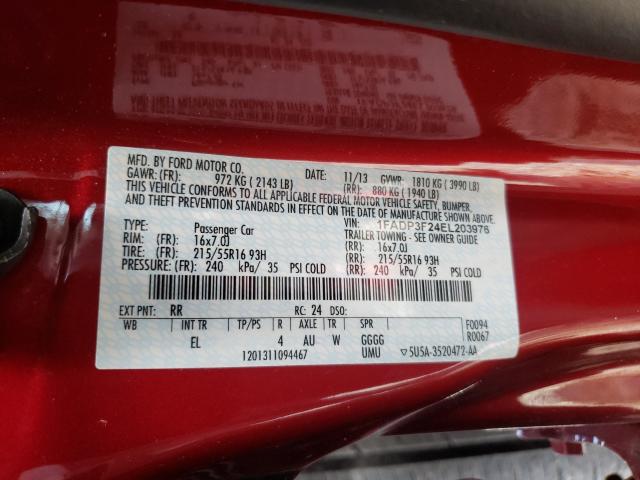 MFD. BY FORD MOTOR CO.
DATE: 11/13 GVWR: 1810 KG ( 3990 LB)
GAWR: (FR): 972 KG ( 2143 LB) (RR): 880 KG ( 1940 LB)
THIS VEHICLE CONFORMS TO ALL APPLICABLE FEDERAL MOTOR VEHICLE SAFETY, BUMPER,
AND THEFT PREVENTION STANDARDS IN EFFECT ON THE DATE OF MANUFACTURE SHOWN ABOVE.
VIN: 1FADP3F24EL203976
TYPE: Passenger Car TRAILER TOWING - SEE OWNER GUIDE
RIM: 16x7.0J 16x7.0J
TIRE: 215/55R16 93H 215/55R16 93H
PRESSURE: (FR) 240 kPa/ 35 PSI COLD (RR) 240 kPa/ 35 PSI COLD
EXT PNT: RR RC: 24 DSO:
WB INT TR TP/PS R AXLE TR SPR F0094
EL 4 AU W GGGG R0067
1201311094467 UMU 5U5A-3520472-AA